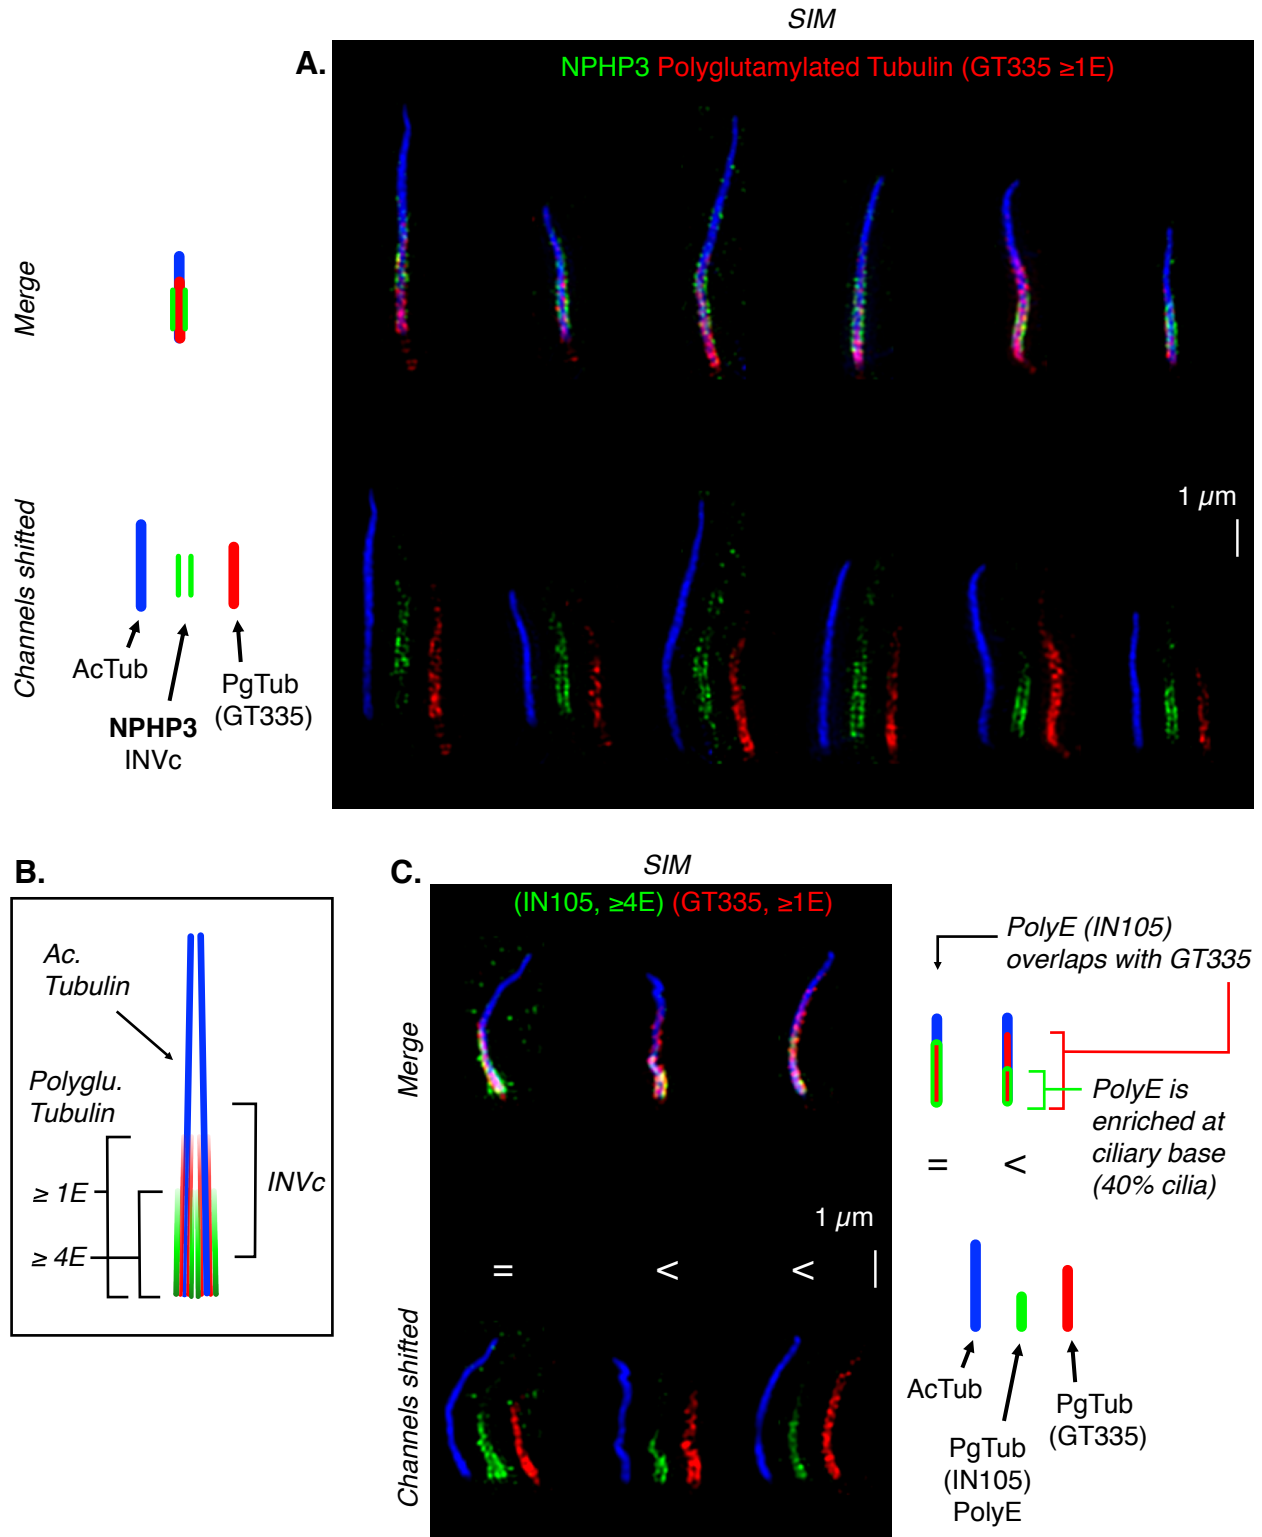 SIM
A.
NPHP3 Polyglutamylated Tubulin (GT335 ≥1E)
Merge
Channels shifted
1 µm
AcTub
NPHP3
INVc
PgTub
(GT335)
B.
Ac.
Tubulin
Polyglu.
Tubulin
≥ 1E
≥ 4E
INVc
C.
SIM
(IN105, ≥4E) (GT335, ≥1E)
Merge
1 µm
= < <
Channels shifted
PolyE (IN105)
overlaps with GT335
PolyE is
enriched at
ciliary base
(40% cilia)
= <
AcTub
PgTub
(IN105)
PolyE
PgTub
(GT335)